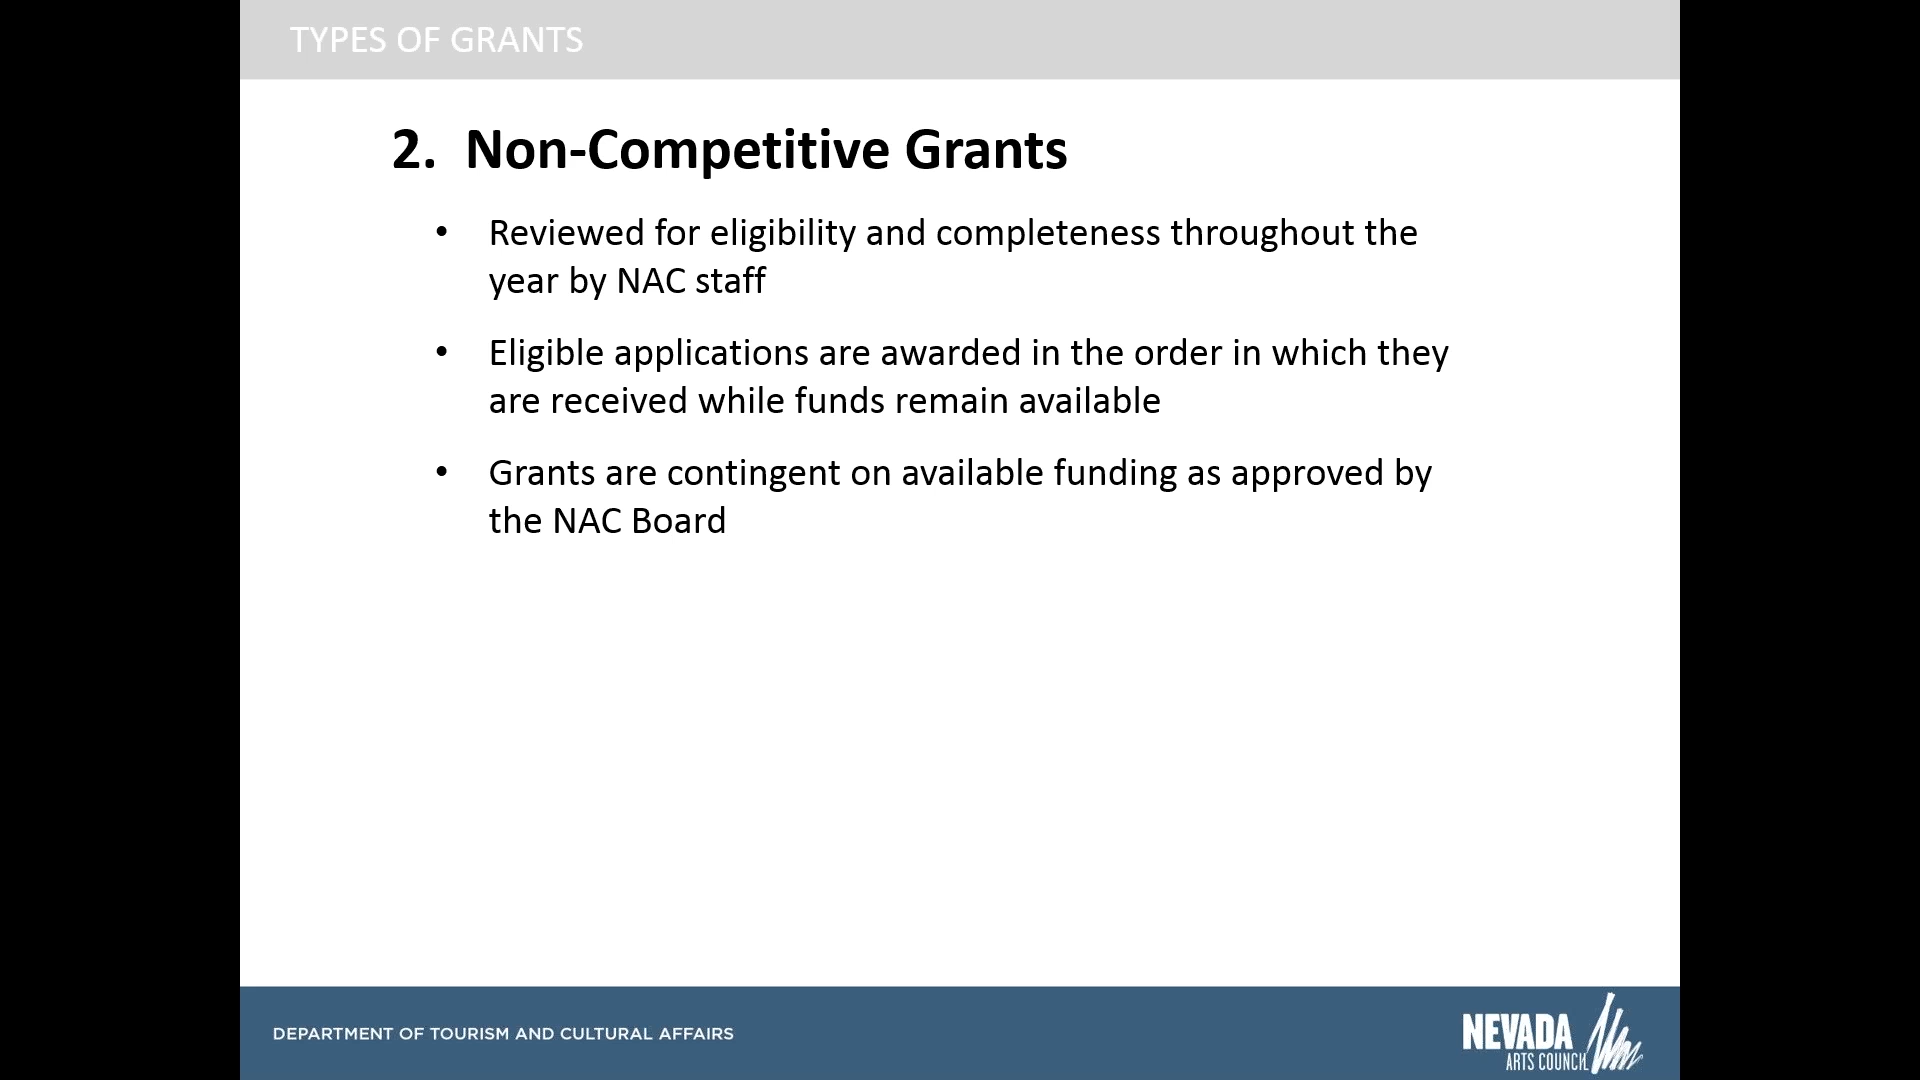 TYPES OF GRANTS
2. Non-Competitive Grants
• Reviewed for eligibility and completeness throughout the
year by NAC staff
• Eligible applications are awarded in the order in which they
are received while funds remain available
• Grants are contingent on available funding as approved by
the NAC Board
DEPARTMENT OF TOURISM AND CULTURAL AFFAIRS
NEVADA
ARTS COUNCIL